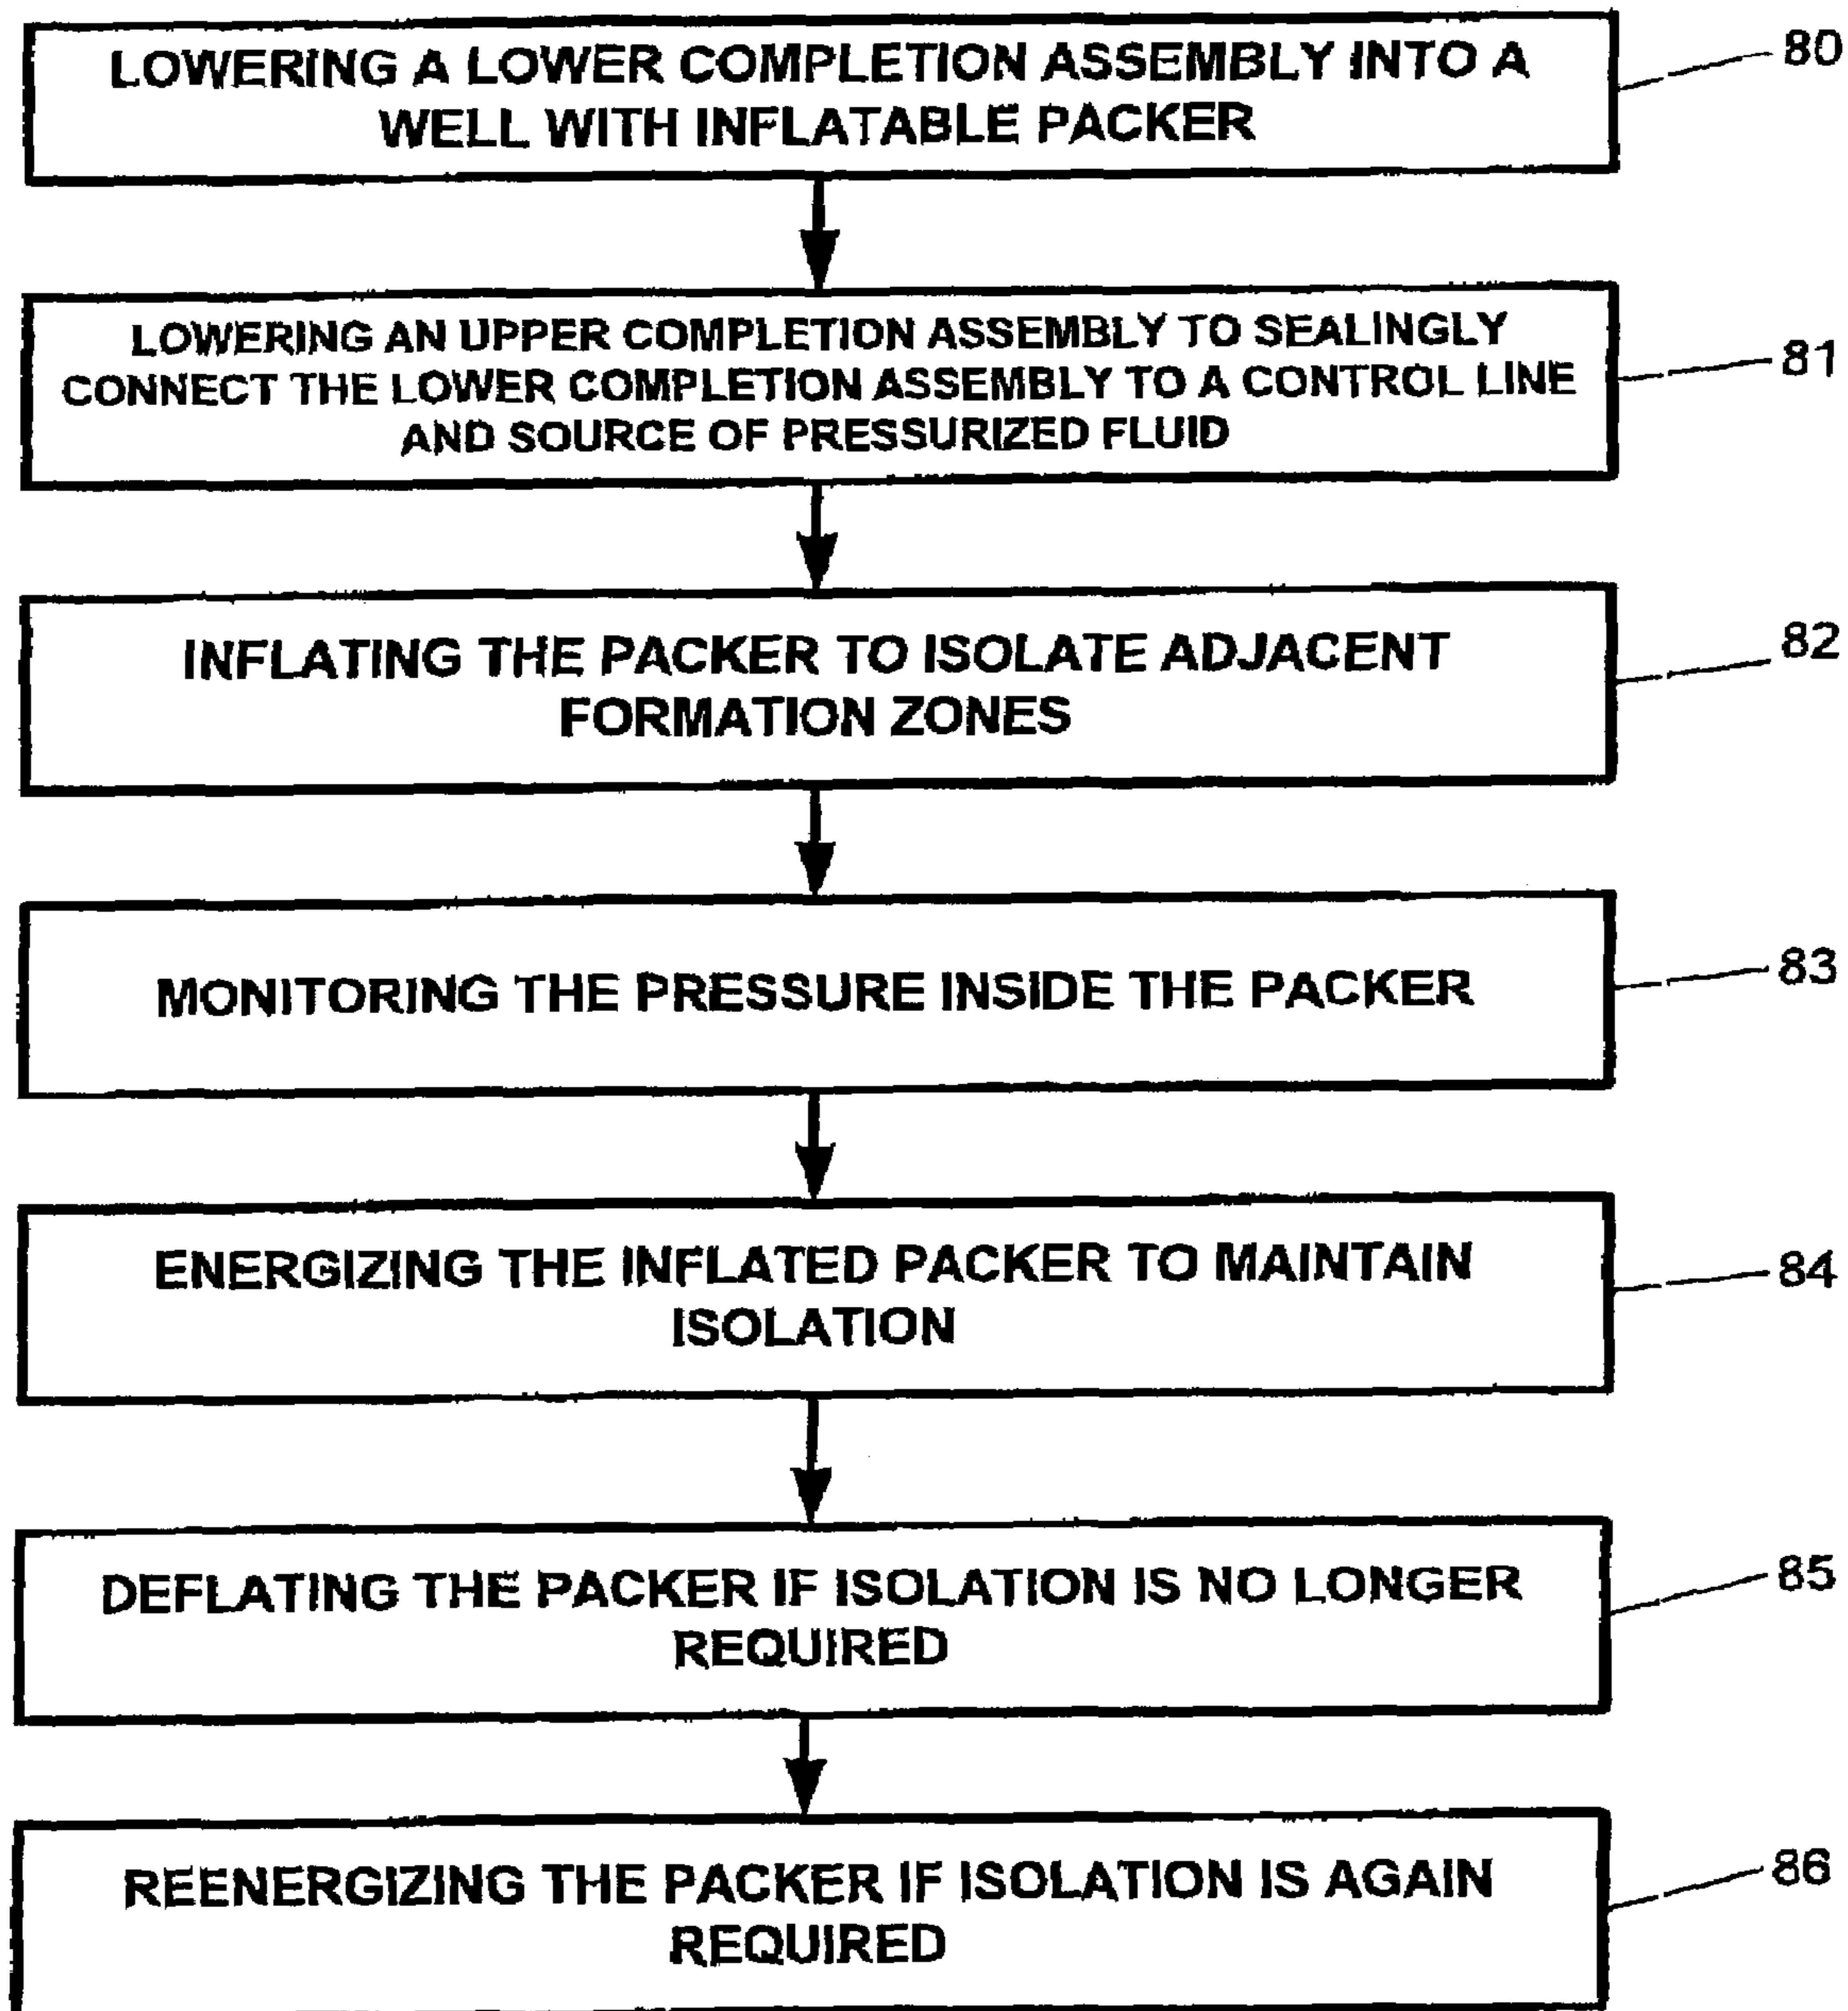 LOWERING A LOWER COMPLETION ASSEMBLY INTO A
WELL WITH INFLATABLE PACKER
80
LOWERING AN UPPER COMPLETION ASSEMBLY TO SEALINGLY
CONNECT THE LOWER COMPLETION ASSEMBLY TO A CONTROL LINE
AND SOURCE OF PRESSURIZED FLUID
81
INFLATING THE PACKER TO ISOLATE ADJACENT
FORMATION ZONES
82
MONITORING THE PRESSURE INSIDE THE PACKER
83
ENERGIZING THE INFLATED PACKER TO MAINTAIN
ISOLATION
84
DEFLATING THE PACKER IF ISOLATION IS NO LONGER
REQUIRED
85
REENERGIZING THE PACKER IF ISOLATION IS AGAIN
REQUIRED
86